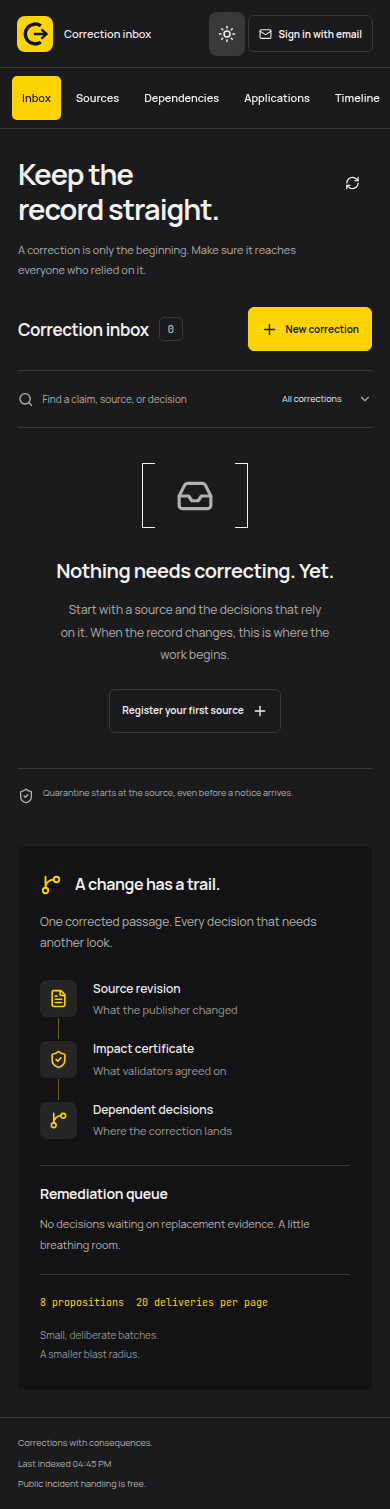 Correction inbox
Sign in with email
Inbox Sources Dependencies Applications Timeline
Keep the
record straight.
A correction is only the beginning. Make sure it reaches
everyone who relied on it.
Correction inbox 0
New correction
Find a claim, source, or decision
All corrections
Nothing needs correcting. Yet.
Start with a source and the decisions that rely
on it. When the record changes, this is where the
work begins.
Register your first source
Quarantine starts at the source, even before a notice arrives.
A change has a trail.
One corrected passage. Every decision that needs
another look.
Source revision
What the publisher changed
Impact certificate
What validators agreed on
Dependent decisions
Where the correction lands
Remediation queue
No decisions waiting on replacement evidence. A little
breathing room.
8 propositions 20 deliveries per page
Small, deliberate batches.
A smaller blast radius.
Corrections with consequences.
Last indexed 04:45 PM
Public incident handling is free.